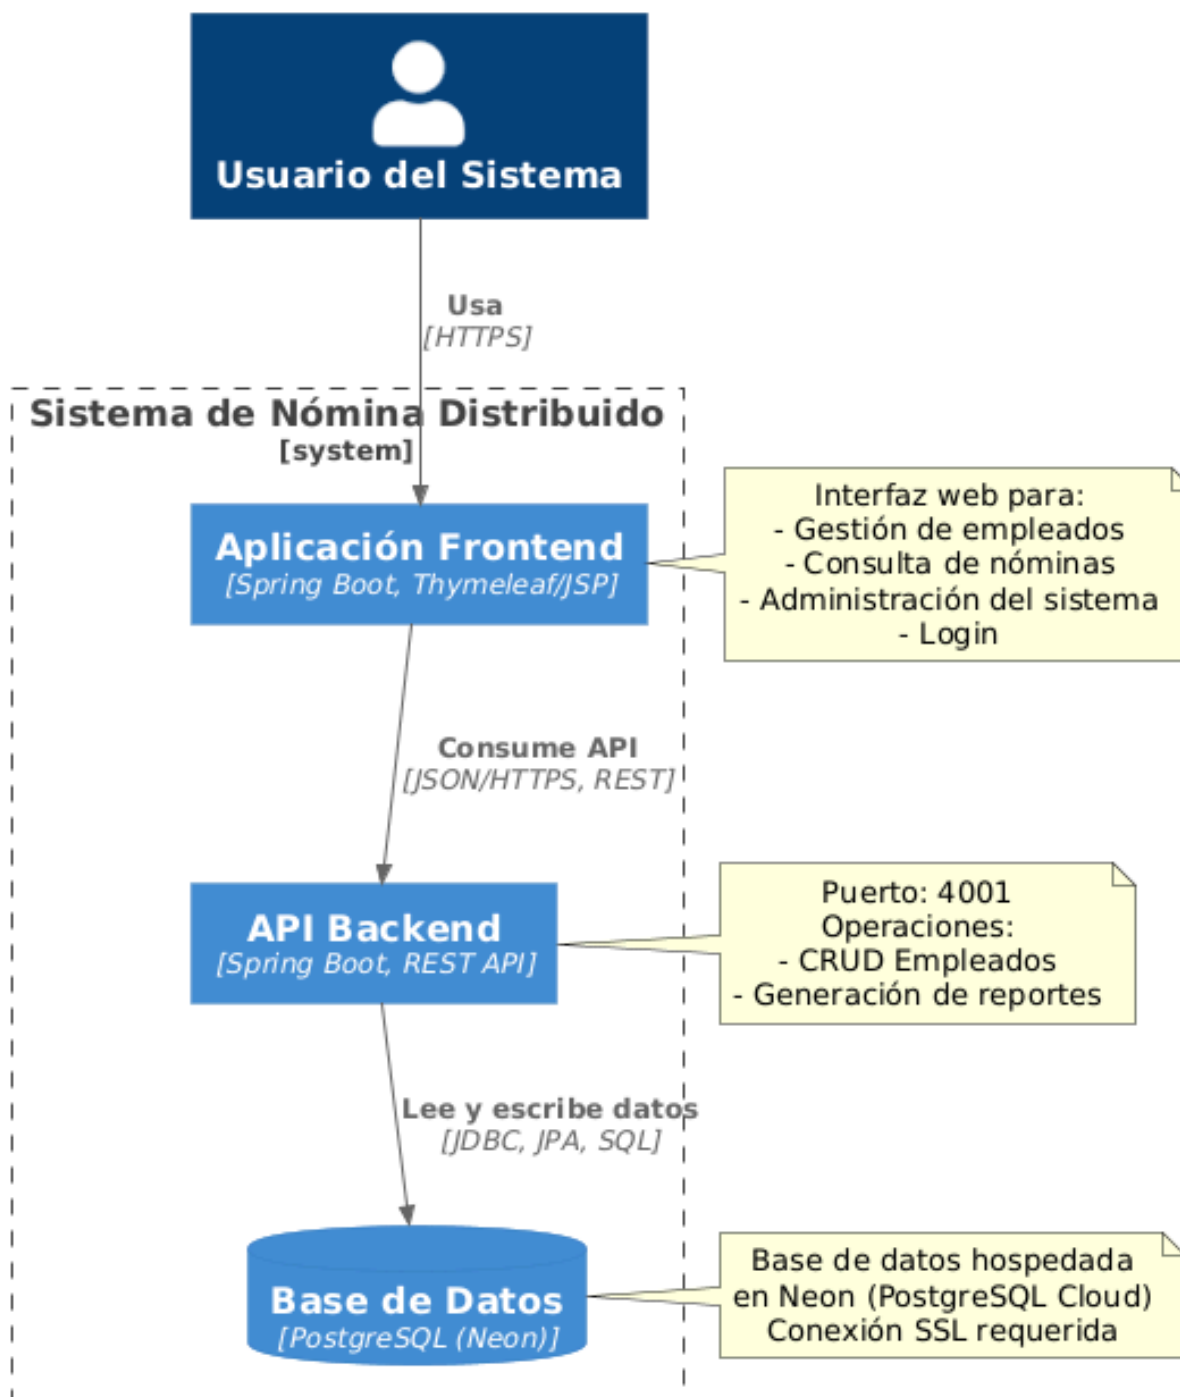 Usuario del Sistema
Usa
[HTTPS]
Sistema de Nómina Distribuido
[system]
Aplicación Frontend
[Spring Boot, Thymeleaf/JSP]
Interfaz web para:
- Gestión de empleados
- Consulta de nóminas
- Administración del sistema
- Login
Consume API
[JSON/HTTPS, REST]
API Backend
[Spring Boot, REST API]
Puerto: 4001
Operaciones:
- CRUD Empleados
- Generación de reportes
Lee y escribe datos
[JDBC, JPA, SQL]
Base de Datos
[PostgreSQL (Neon)]
Base de datos hospedada
en Neon (PostgreSQL Cloud)
Conexión SSL requerida